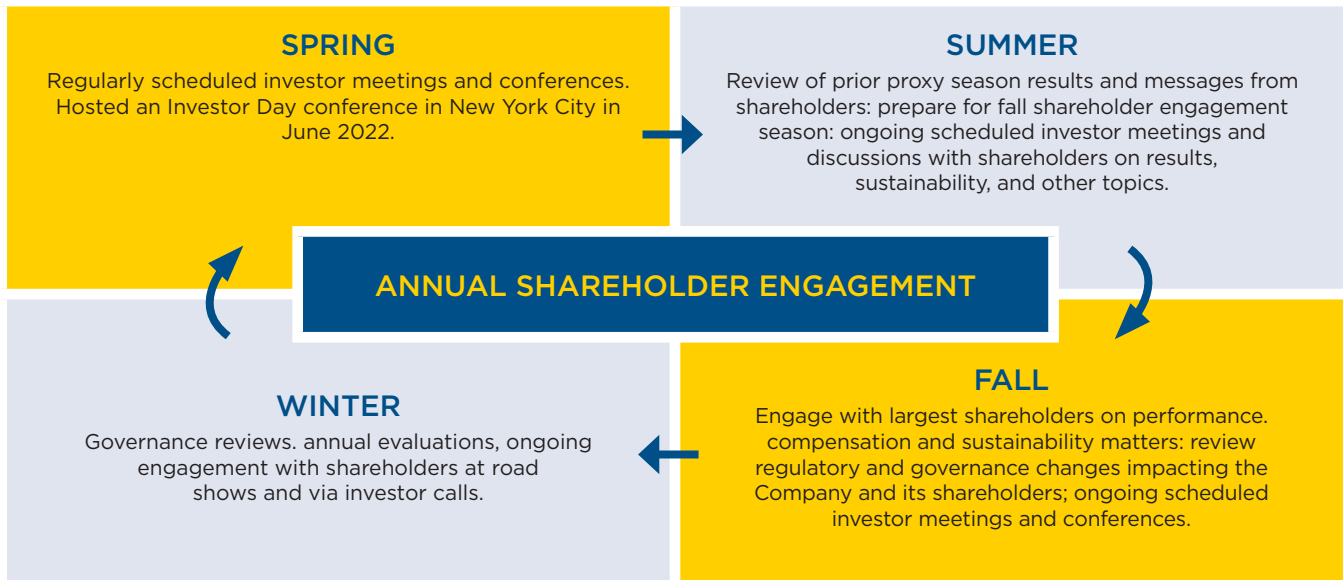 SPRING
Regularly scheduled investor meetings and conferences.
Hosted an Investor Day conference in New York City in
June 2022.
SUMMER
Review of prior proxy season results and messages from
shareholders: prepare for fall shareholder engagement
season: ongoing scheduled investor meetings and
discussions with shareholders on results,
sustainability, and other topics.
ANNUAL SHAREHOLDER ENGAGEMENT
WINTER
Governance reviews. annual evaluations, ongoing
engagement with shareholders at road
shows and via investor calls.
FALL
Engage with largest shareholders on performance.
compensation and sustainability matters: review
regulatory and governance changes impacting the
Company and its shareholders; ongoing scheduled
investor meetings and conferences.